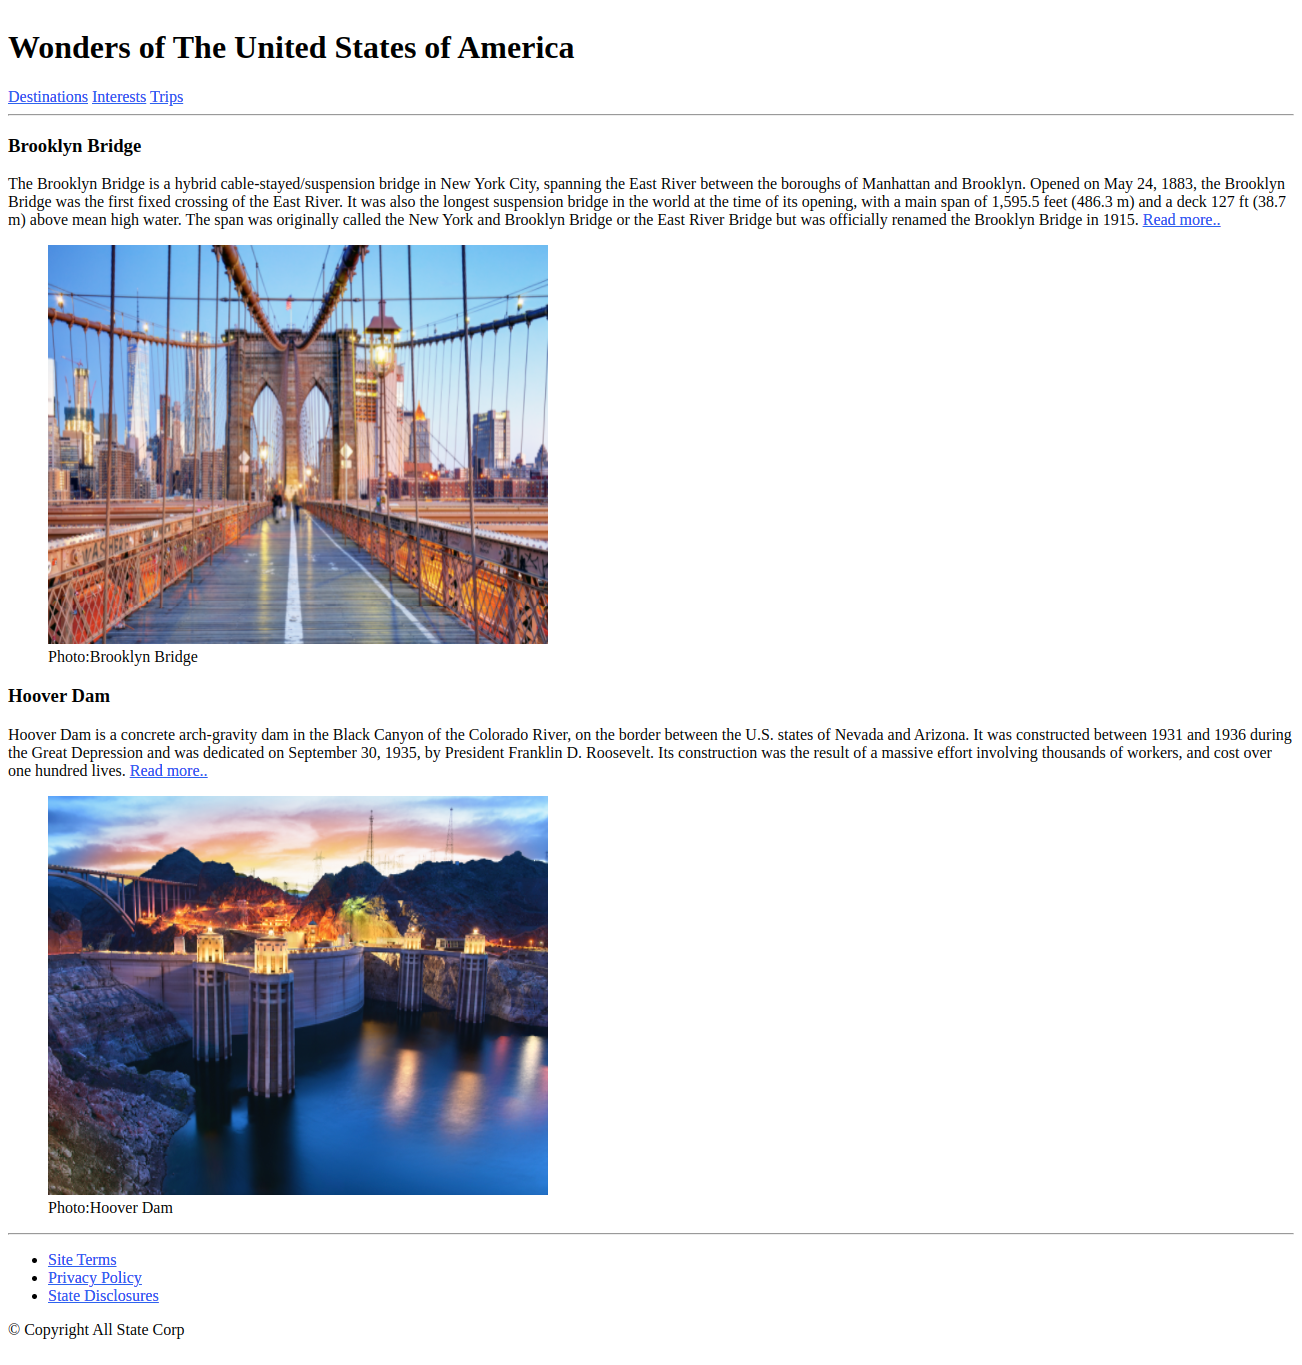 Wonders of The United States of America
Destinations Interests Trips
Brooklyn Bridge
The Brooklyn Bridge is a hybrid cable-stayed/suspension bridge in New York City, spanning the East River between the boroughs of Manhattan and Brooklyn. Opened on May 24, 1883, the Brooklyn
Bridge was the first fixed crossing of the East River. It was also the longest suspension bridge in the world at the time of its opening, with a main span of 1,595.5 feet (486.3 m) and a deck 127 ft (38.7
m) above mean high water. The span was originally called the New York and Brooklyn Bridge or the East River Bridge but was officially renamed the Brooklyn Bridge in 1915. Read more..
Photo:Brooklyn Bridge
Hoover Dam
Hoover Dam is a concrete arch-gravity dam in the Black Canyon of the Colorado River, on the border between the U.S. states of Nevada and Arizona. It was constructed between 1931 and 1936 during
the Great Depression and was dedicated on September 30, 1935, by President Franklin D. Roosevelt. Its construction was the result of a massive effort involving thousands of workers, and cost over
one hundred lives. Read more..
Photo:Hoover Dam
Site Terms
Privacy Policy
State Disclosures
© Copyright All State Corp